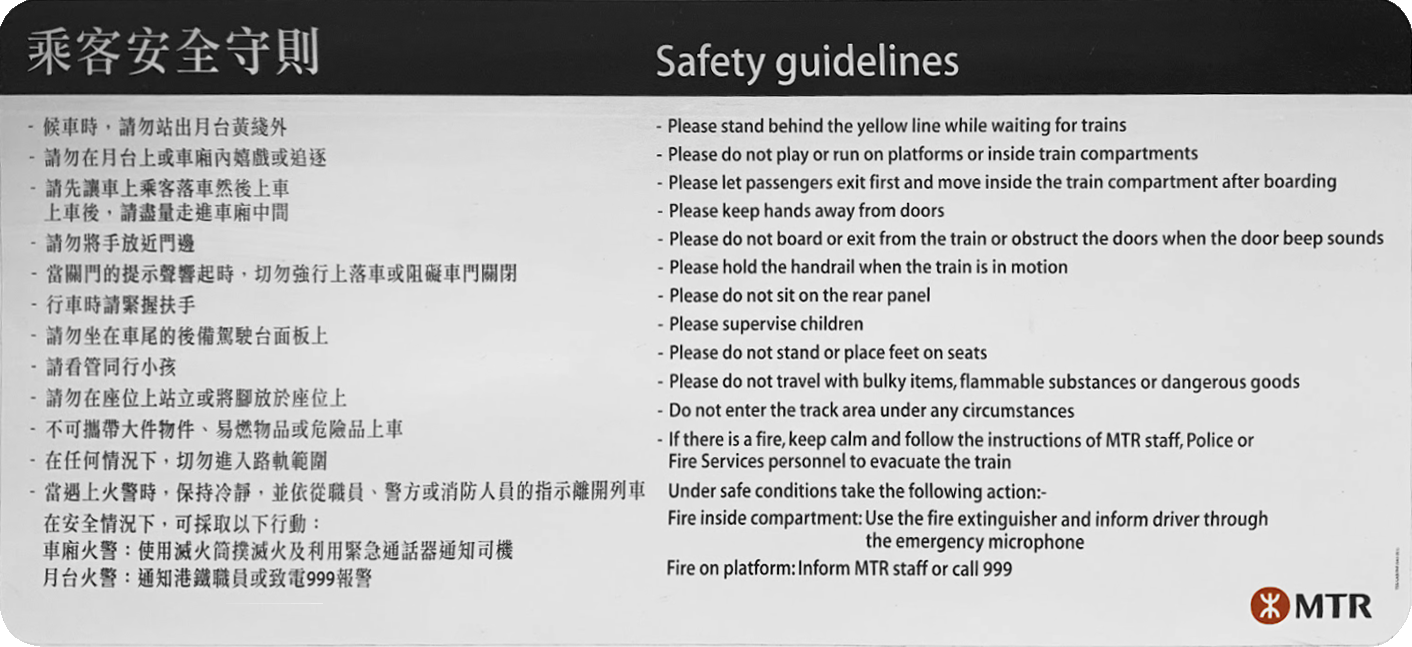 乘客安全守則
- 候車時，請勿站出月台黃綫外
- 請勿在月台上或車廂內嬉戲或追逐
- 請先讓車上乘客落車然後上車
上車後，請盡量走進車廂中間
- 請勿將手放近門邊
- 當關門的提示聲響起時，切勿強行上落車或阻礙車門關閉
- 行車時請緊握扶手
- 請勿坐在車尾的後備駕駛台面板上
- 請看管同行小孩
- 請勿在座位上站立或將腳放於座位上
- 不可攜帶大件物件、易燃物品或危險品上車
- 在任何情況下，切勿進入路軌範圍
- 當遇上火警時，保持冷靜，並依從職員、警方或消防人員的指示離開列車
在安全情況下，可採取以下行動：
車廂火警：使用滅火筒撲滅火及利用緊急通話器通知司機
月台火警：通知港鐵職員或致電999報警
Safety guidelines
- Please stand behind the yellow line while waiting for trains
- Please do not play or run on platforms or inside train compartments
- Please let passengers exit first and move inside the train compartment after boarding
- Please keep hands away from doors
- Please do not board or exit from the train or obstruct the doors when the door beep sounds
- Please hold the handrail when the train is in motion
- Please do not sit on the rear panel
- Please supervise children
- Please do not stand or place feet on seats
- Please do not travel with bulky items, flammable substances or dangerous goods
- Do not enter the track area under any circumstances
- If there is a fire, keep calm and follow the instructions of MTR staff, Police or
Fire Services personnel to evacuate the train
Under safe conditions take the following action:-
Fire inside compartment: Use the fire extinguisher and inform driver through
the emergency microphone
Fire on platform: Inform MTR staff or call 999
MTR